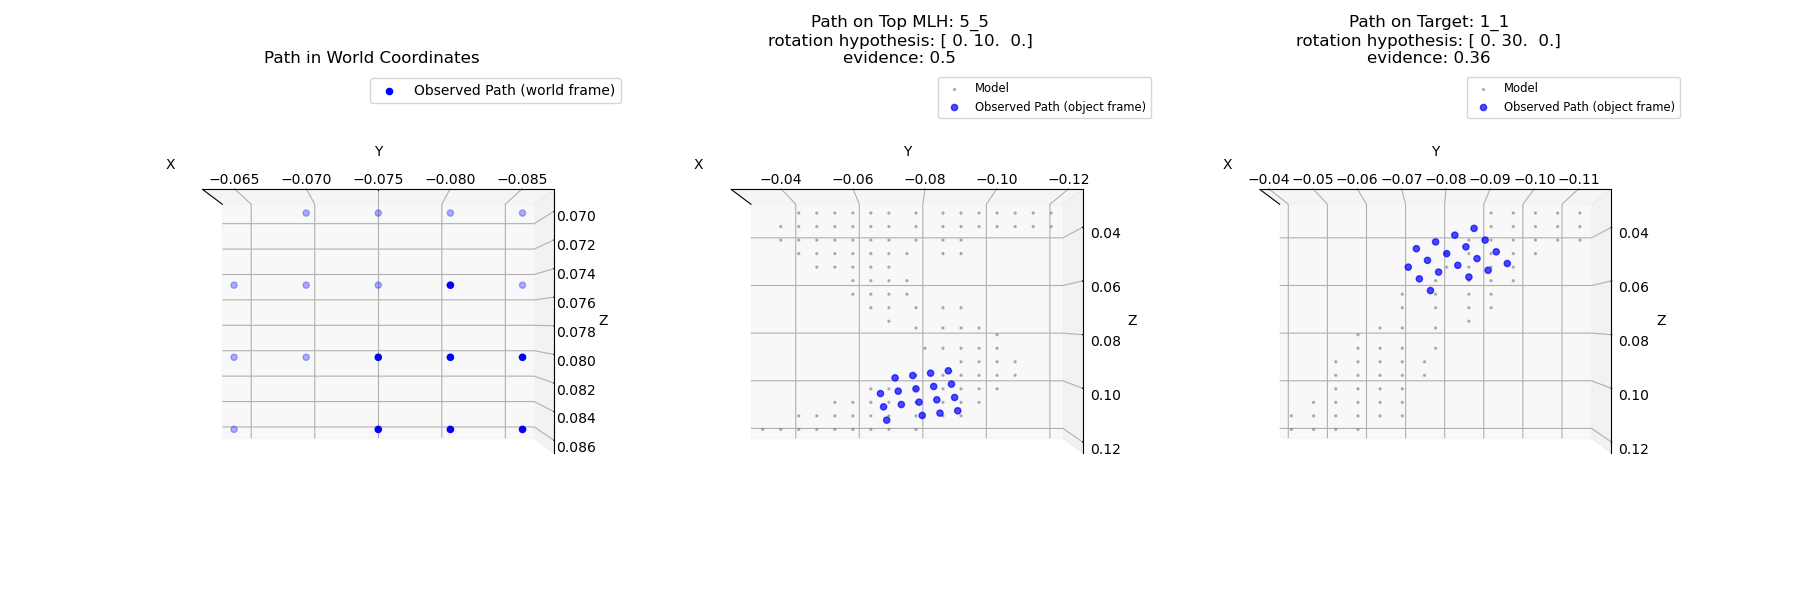 Path in World Coordinates
Observed Path (world frame)
X
Y
−0.065 −0.070 −0.075 −0.080 −0.085
0.070
0.072
0.074
0.076
0.078
0.080
0.082
0.084
0.086
Z
Path on Top MLH: 5_5
rotation hypothesis: [ 0. 10.  0.]
evidence: 0.5
Model
Observed Path (object frame)
X
Y
−0.04 −0.06 −0.08 −0.10 −0.12
0.04
0.06
0.08
0.10
0.12
Z
Path on Target: 1_1
rotation hypothesis: [ 0. 30.  0.]
evidence: 0.36
Model
Observed Path (object frame)
X
Y
−0.04 −0.05 −0.06 −0.07 −0.08 −0.09 −0.10 −0.11
0.04
0.06
0.08
0.10
0.12
Z